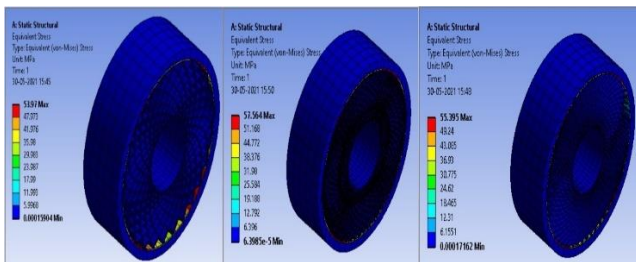 A: Static Structural
Equivalent Stress
Type: Equivalent (von-Mises) Stress
Unit: MPa
Time: 1
30-05-2021 15:45
53.97 Max
47.973
41.976
35.98
29.983
23.987
17.99
11.995
5.9968
0.00015904 Min
A: Static Structural
Equivalent Stress
Type: Equivalent (von-Mises) Stress
Unit: MPa
Time: 1
30-05-2021 15:50
57.564 Max
51.168
44.772
38.376
31.98
25.584
19.188
12.792
6.396
6.3985e-5 Min
A: Static Structural
Equivalent Stress
Type: Equivalent (von-Mises) Stress
Unit: MPa
Time: 1
30-05-2021 15:48
55.395 Max
49.24
43.085
36.93
30.775
24.62
18.465
12.31
6.1551
0.00017162 Min